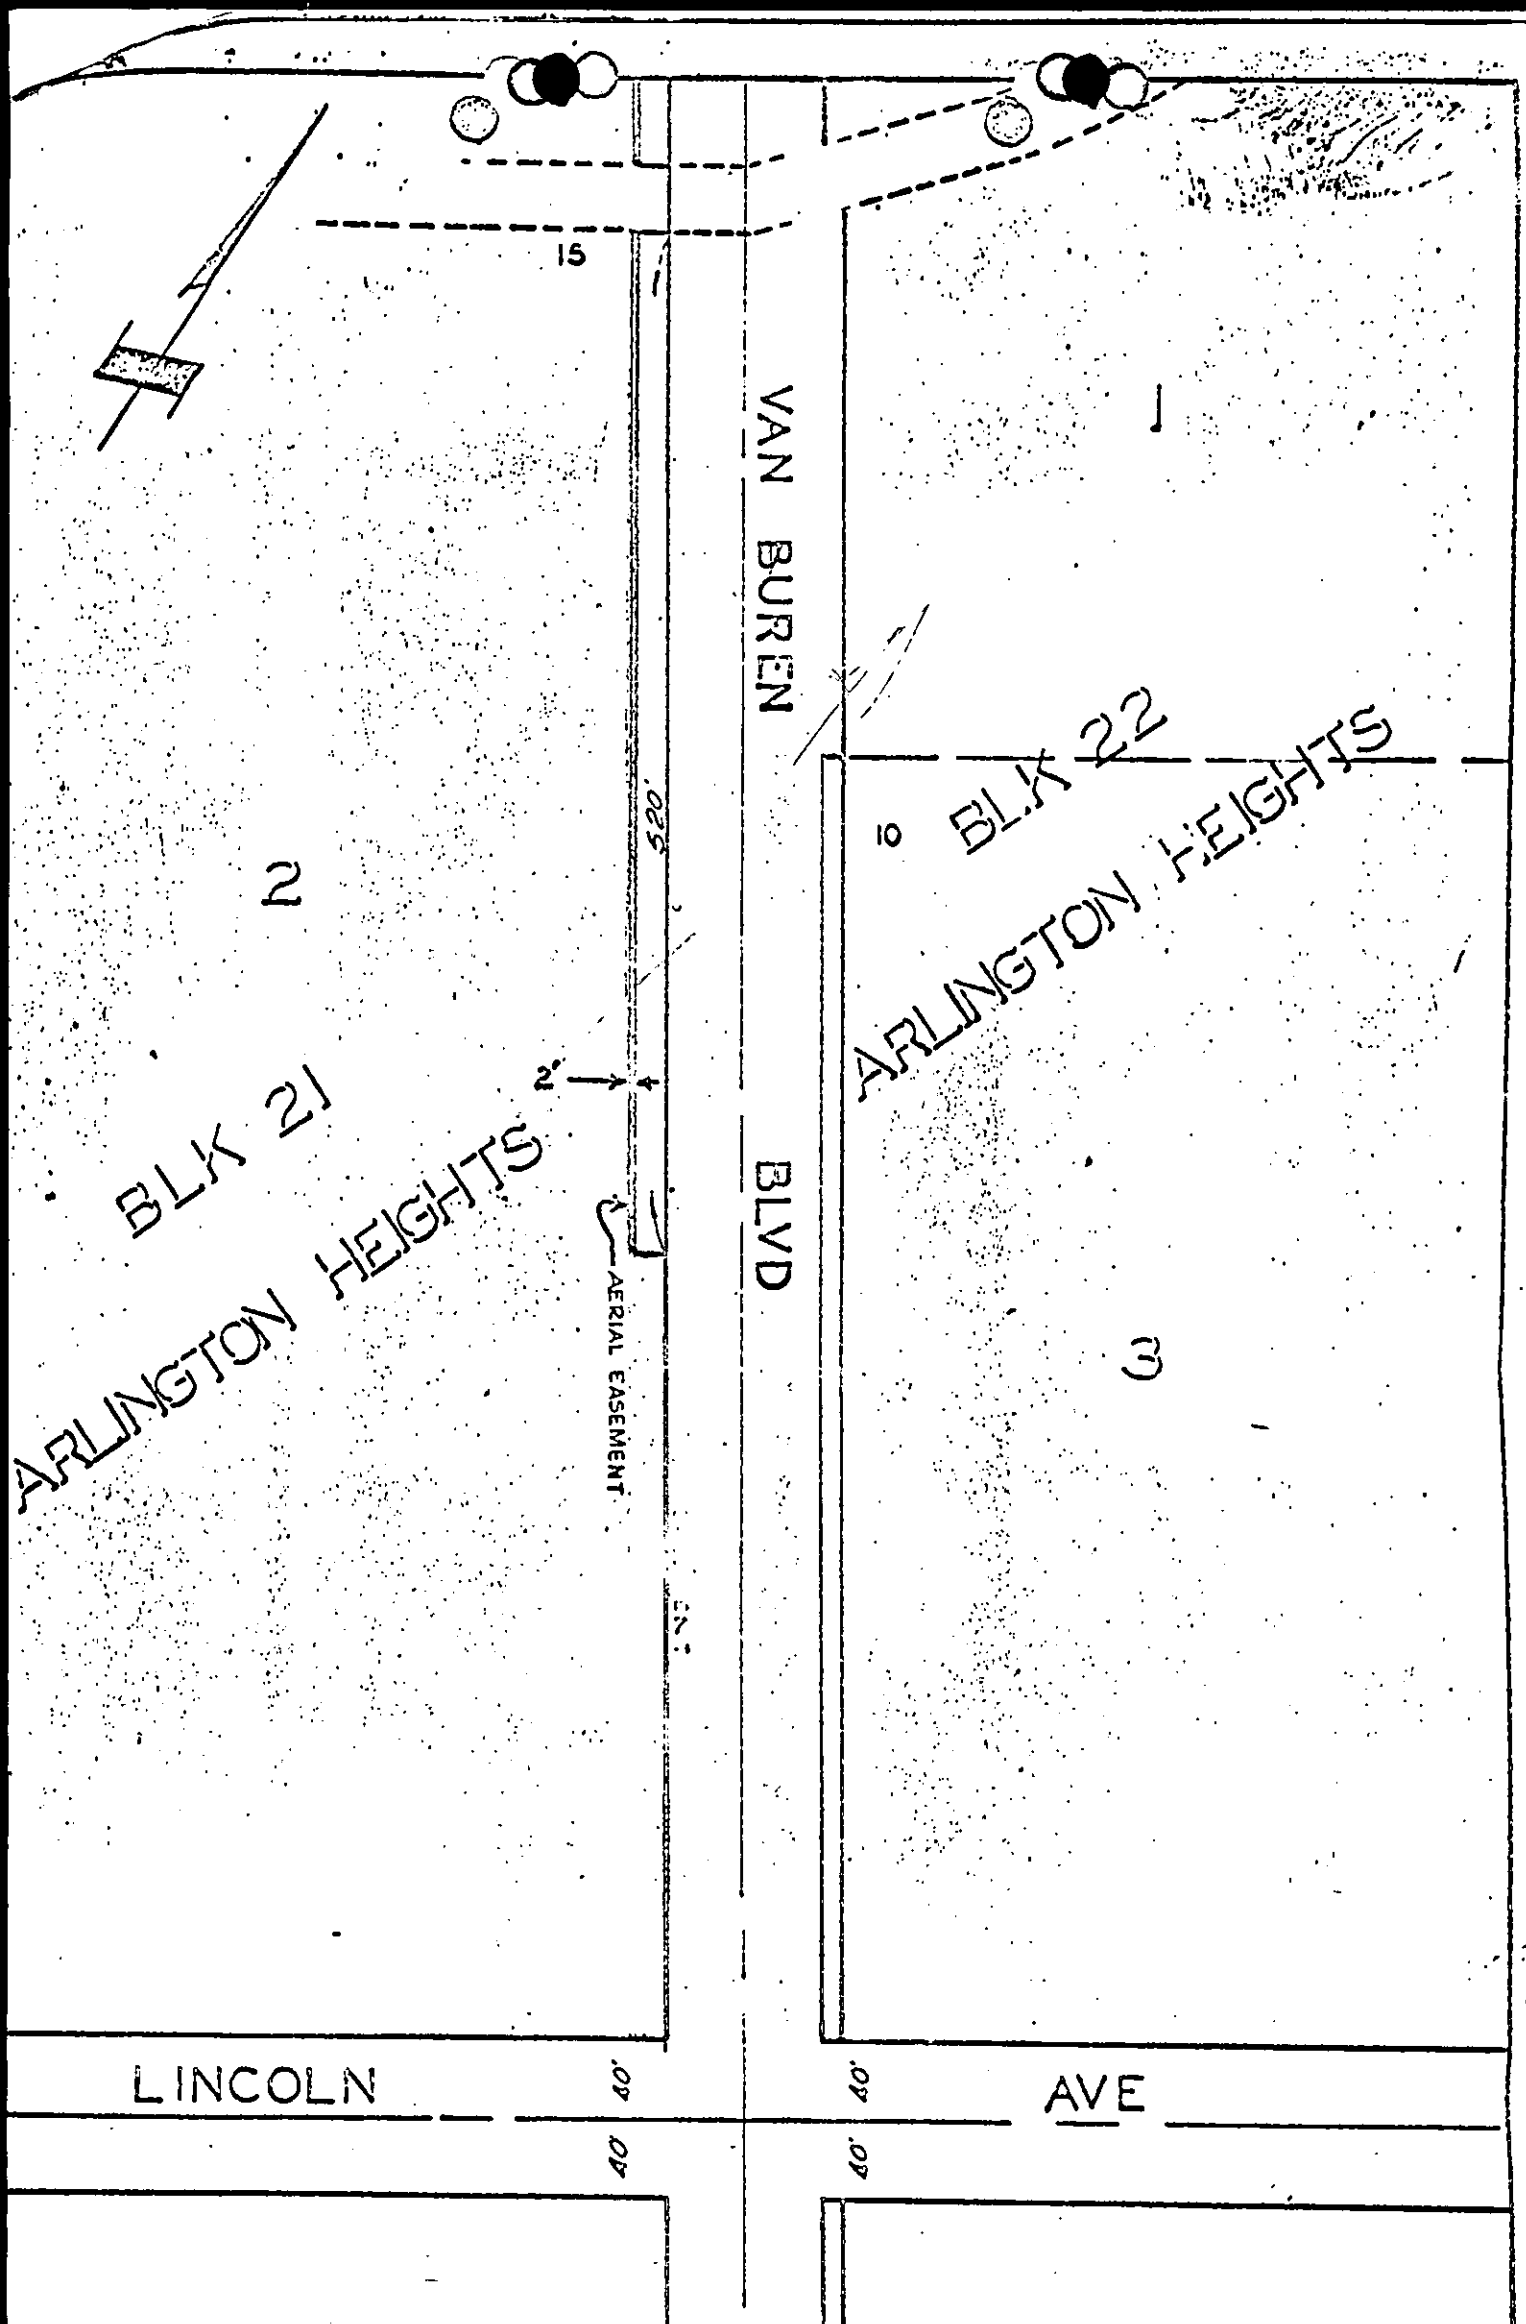 15
VAN BUREN BLVD
1
BLK 22
ARLINGTON HEIGHTS
520'
10
2
2'
BLK 21
ARLINGTON HEIGHTS
AERIAL EASEMENT
3
LINCOLN AVE
40'
40'
40'
40'